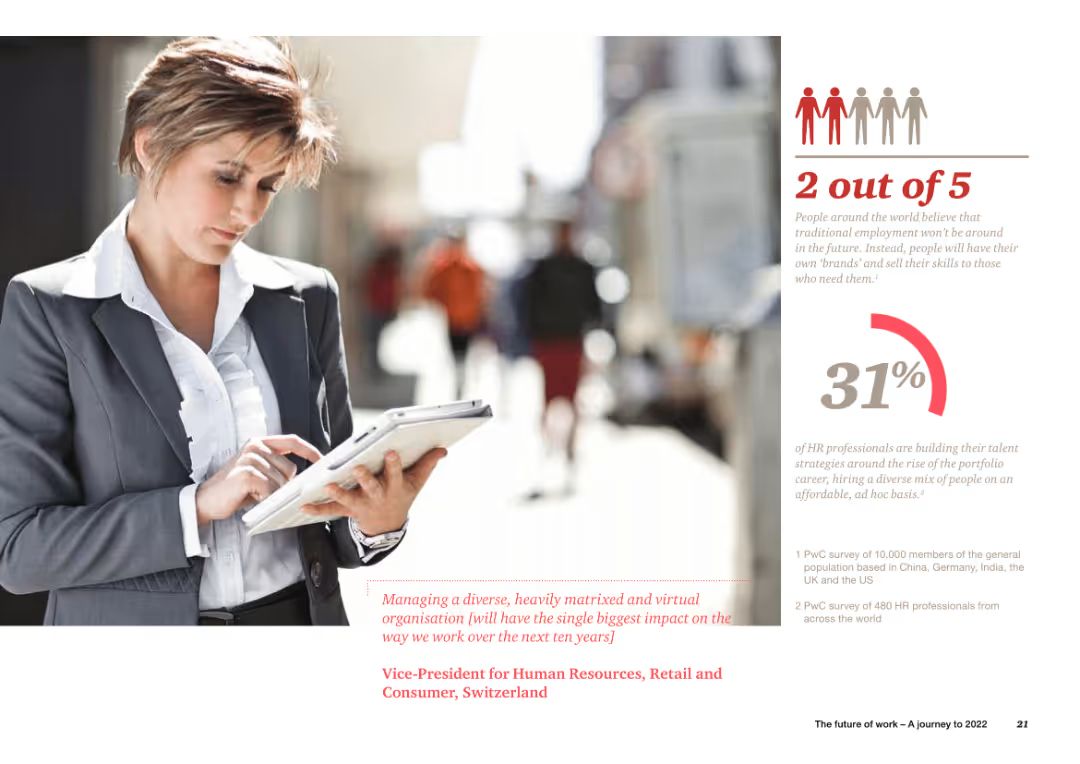 2 out of 5
People around the world believe that
traditional employment won't be around
in the future. Instead, people will have their
own 'brands' and sell their skills to those
who need them.¹
31%
of HR professionals are building their talent
strategies around the rise of the portfolio
career, hiring a diverse mix of people on an
affordable, ad hoc basis.²
1 PwC survey of 10,000 members of the general
population based in China, Germany, India, the
UK and the US
2 PwC survey of 480 HR professionals from
across the world
Managing a diverse, heavily matrixed and virtual
organisation [will have the single biggest impact on the
way we work over the next ten years]
Vice-President for Human Resources, Retail and
Consumer, Switzerland
The future of work – A journey to 2022 21